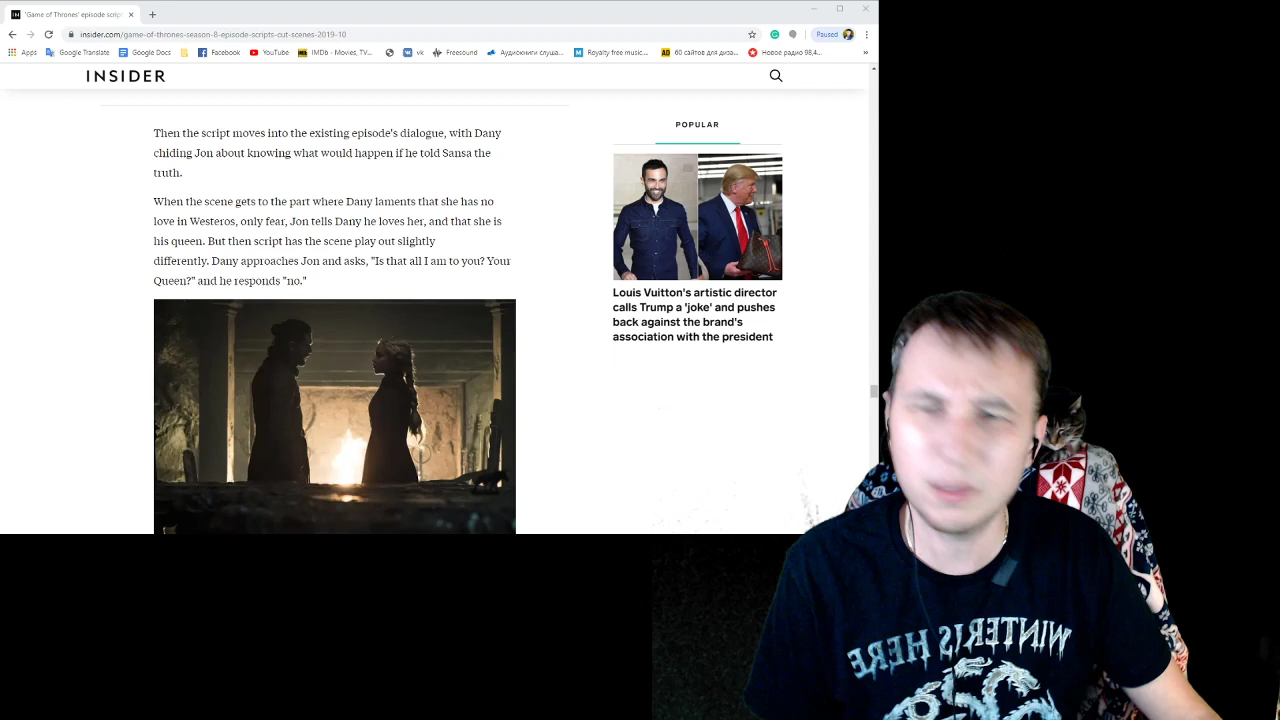 'Game of Thrones' episode script
insider.com/game-of-thrones-season-8-episode-scripts-cut-scenes-2019-10
Paused
Apps
Google Translate
Google Docs
Facebook
YouTube
IMDb - Movies, TV...
vk
Freesound
Аудиокниги слуша...
Royalty free music...
60 сайтов для диза...
Новое радио 98,4...
»
INSIDER
Then the script moves into the existing episode's dialogue, with Dany
chiding Jon about knowing what would happen if he told Sansa the
truth.
When the scene gets to the part where Dany laments that she has no
love in Westeros, only fear, Jon tells Dany he loves her, and that she is
his queen. But then script has the scene play out slightly
differently. Dany approaches Jon and asks, "Is that all I am to you? Your
Queen?" and he responds "no."
POPULAR
Louis Vuitton's artistic director
calls Trump a 'joke' and pushes
back against the brand's
association with the president
WINTER IS HERE